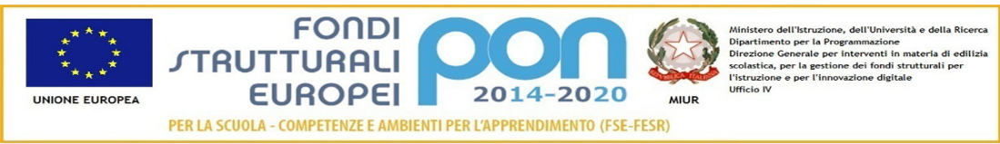 UNIONE EUROPEA
FONDI
STRUTTURALI
EUROPEI
pon
2014-2020
MIUR
Ministero dell'Istruzione, dell'Università e della Ricerca
Dipartimento per la Programmazione
Direzione Generale per interventi in materia di edilizia
scolastica, per la gestione dei fondi strutturali per
l'istruzione e per l'innovazione digitale
Ufficio IV
PER LA SCUOLA - COMPETENZE E AMBIENTI PER L'APPRENDIMENTO (FSE-FESR)